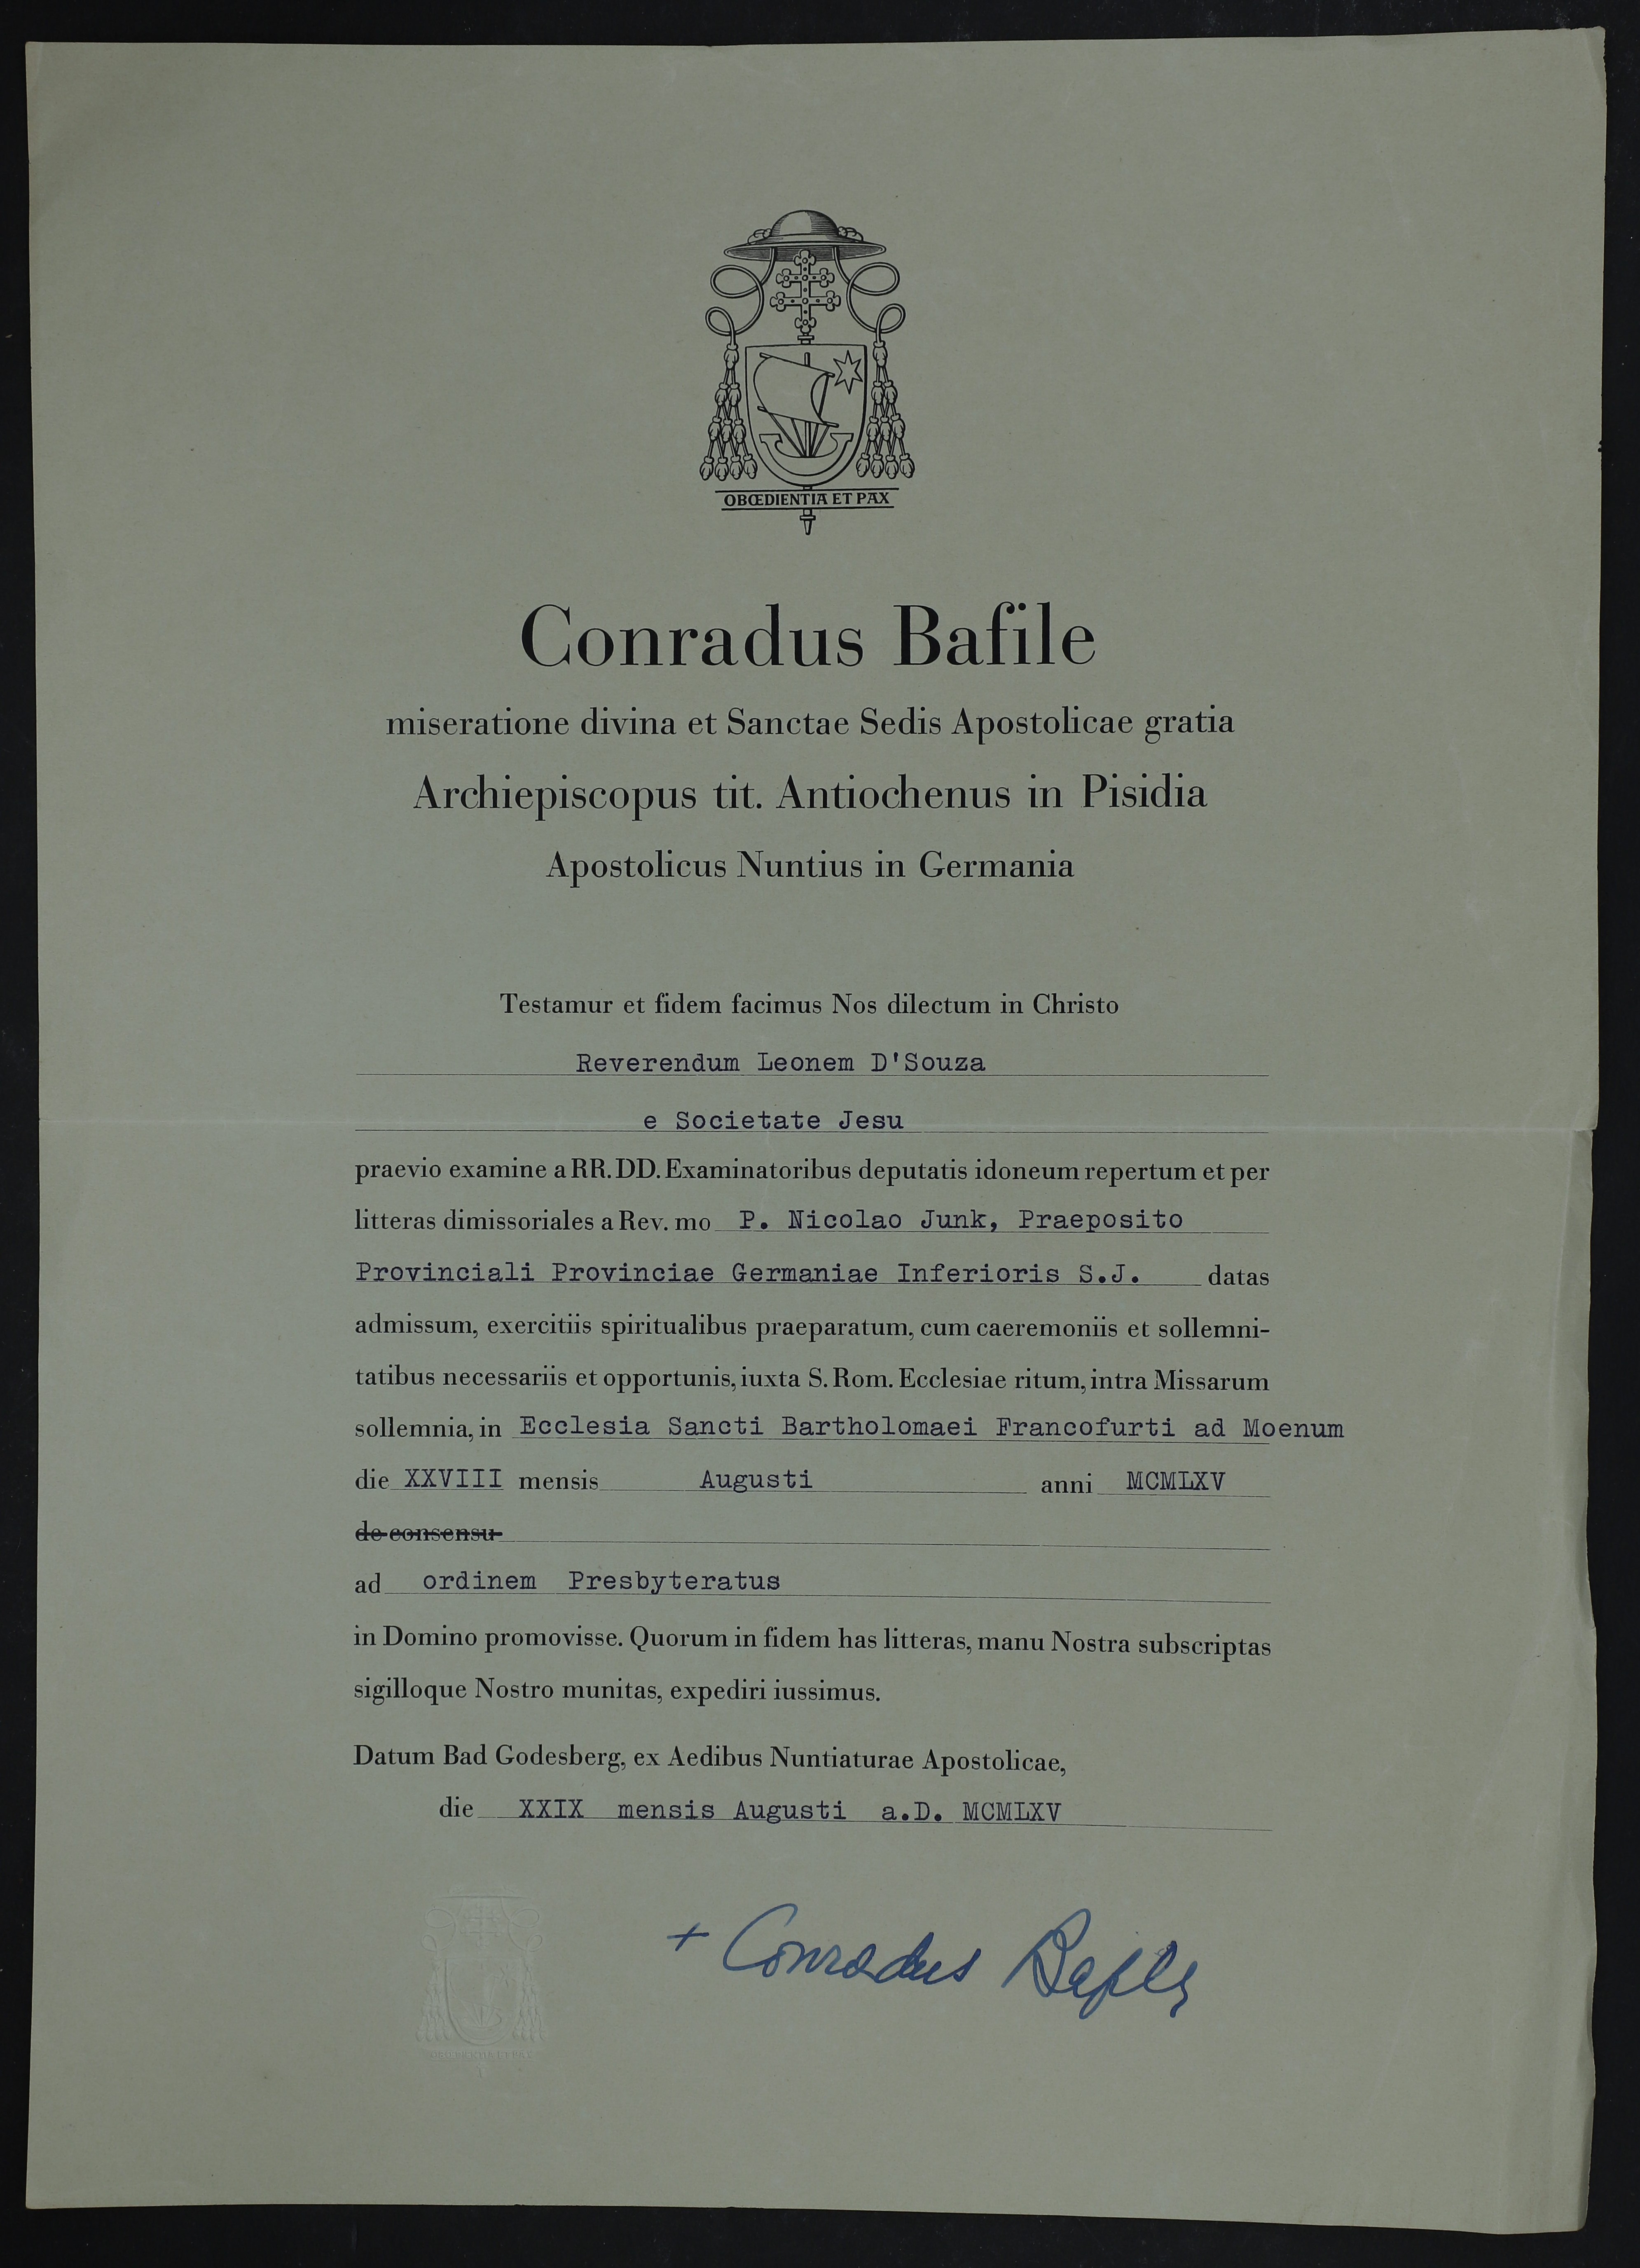 OBŒDIENTIA ET PAX
Conradus Bafile
miseratione divina et Sanctae Sedis Apostolicae gratia
Archiepiscopus tit. Antiochenus in Pisidia
Apostolicus Nuntius in Germania
Testamur et fidem facimus Nos dilectum in Christo
Reverendum Leonem D'Souza
e Societate Jesu
praevio examine a RR. DD. Examinatoribus deputatis idoneum repertum et per
litteras dimissoriales a Rev. mo P. Nicolao Junk, Praeposito
Provinciali Provinciae Germaniae Inferioris S.J. datas
admissum, exercitiis spiritualibus praeparatum, cum caeremoniis et sollemni-
tatibus necessariis et opportunis, iuxta S. Rom. Ecclesiae ritum, intra Missarum
sollemnia, in Ecclesia Sancti Bartholomaei Francofurti ad Moenum
die XXVIII mensis Augusti anni MCMLXV
de consensu
ad ordinem Presbyteratus
in Domino promovisse. Quorum in fidem has litteras, manu Nostra subscriptas
sigilloque Nostro munitas, expediri iussimus.
Datum Bad Godesberg, ex Aedibus Nuntiaturae Apostolicae,
die XXIX mensis Augusti a.D. MCMLXV
+ Conradus Bafile
OBŒDIENTIA ET PAX